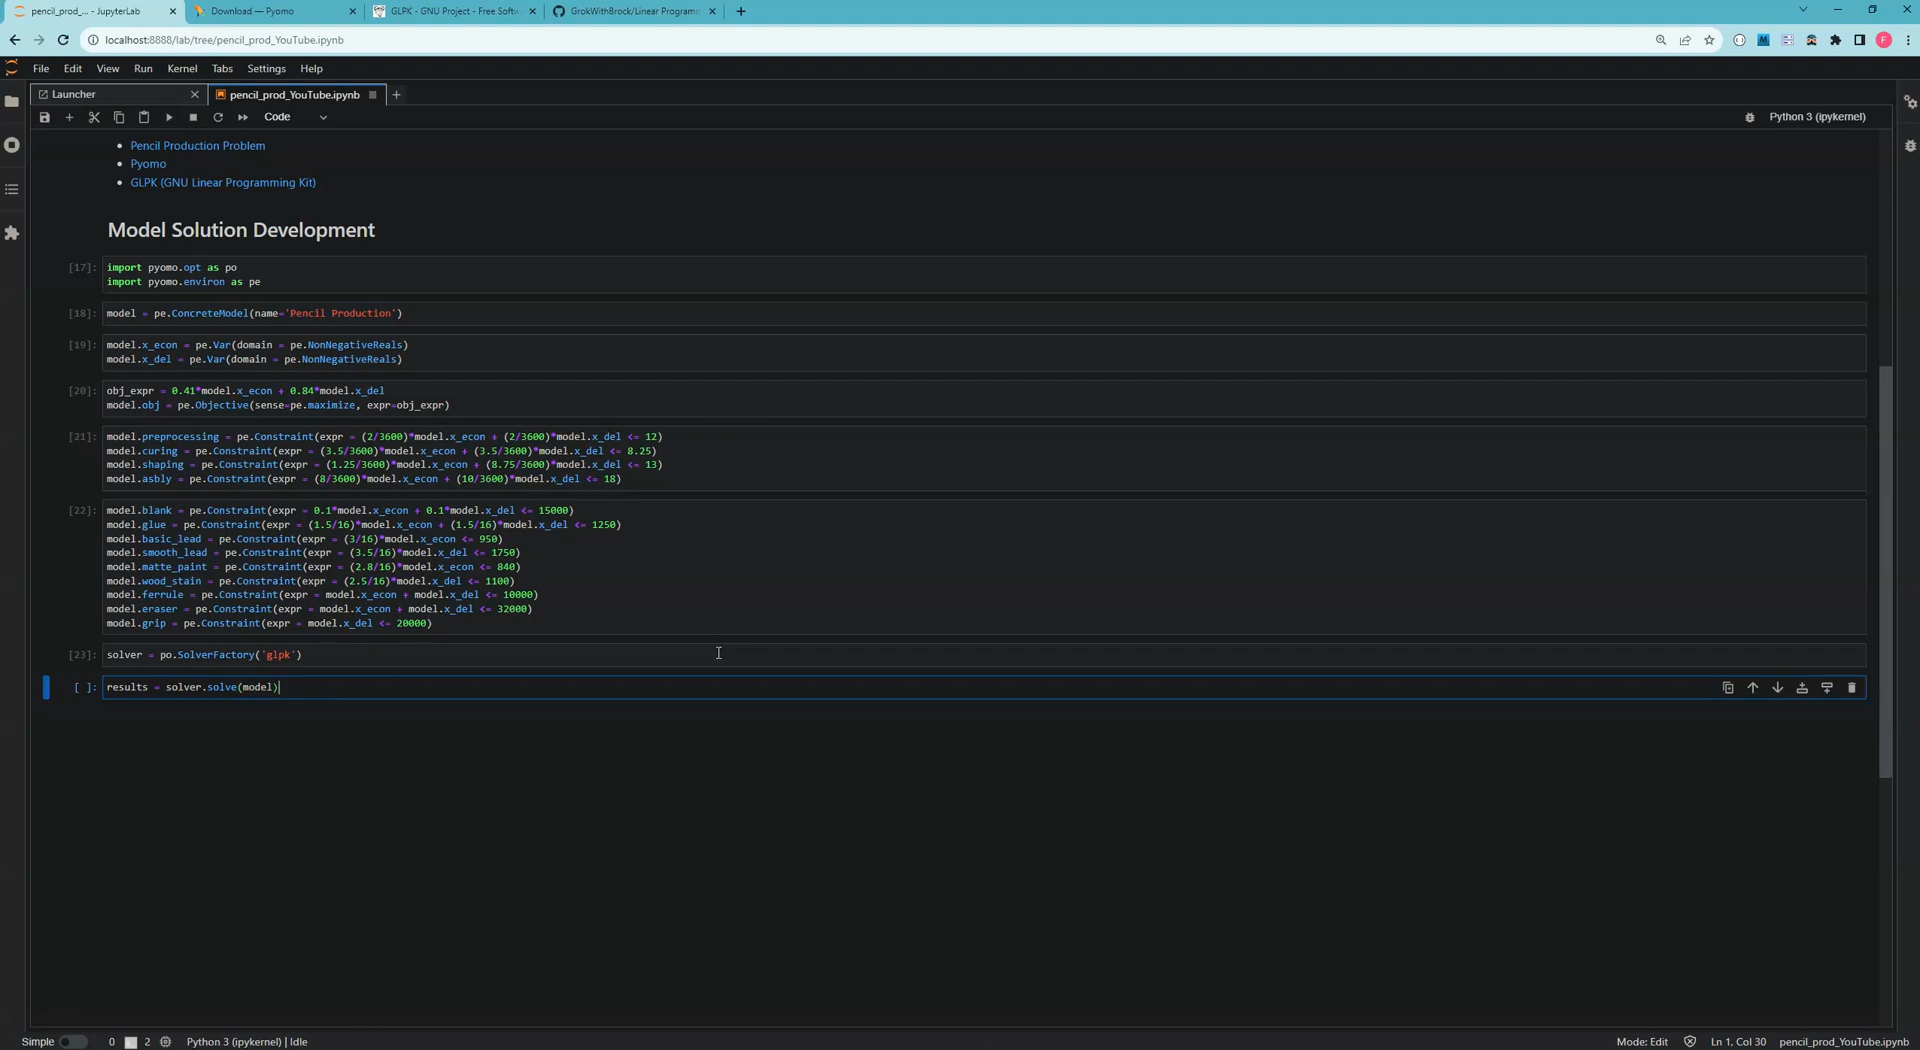 pencil_prod_... - JupyterLab
Download — Pyomo
GLPK - GNU Project - Free Softw
GrokWithBrock/Linear Programm
localhost:8888/lab/tree/pencil_prod_YouTube.ipynb
File Edit View Run Kernel Tabs Settings Help
Launcher
pencil_prod_YouTube.ipynb
Code
Python 3 (ipykernel)
• Pencil Production Problem
• Pyomo
• GLPK (GNU Linear Programming Kit)
Model Solution Development
[17]: import pyomo.opt as po
import pyomo.environ as pe
[18]: model = pe.ConcreteModel(name='Pencil Production')
[19]: model.x_econ = pe.Var(domain = pe.NonNegativeReals)
model.x_del = pe.Var(domain = pe.NonNegativeReals)
[20]: obj_expr = 0.41*model.x_econ + 0.84*model.x_del
model.obj = pe.Objective(sense=pe.maximize, expr=obj_expr)
[21]: model.preprocessing = pe.Constraint(expr = (2/3600)*model.x_econ + (2/3600)*model.x_del <= 12)
model.curing = pe.Constraint(expr = (3.5/3600)*model.x_econ + (3.5/3600)*model.x_del <= 8.25)
model.shaping = pe.Constraint(expr = (1.25/3600)*model.x_econ + (8.75/3600)*model.x_del <= 13)
model.asbly = pe.Constraint(expr = (8/3600)*model.x_econ + (10/3600)*model.x_del <= 18)
[22]: model.blank = pe.Constraint(expr = 0.1*model.x_econ + 0.1*model.x_del <= 15000)
model.glue = pe.Constraint(expr = (1.5/16)*model.x_econ + (1.5/16)*model.x_del <= 1250)
model.basic_lead = pe.Constraint(expr = (3/16)*model.x_econ <= 950)
model.smooth_lead = pe.Constraint(expr = (3.5/16)*model.x_del <= 1750)
model.matte_paint = pe.Constraint(expr = (2.8/16)*model.x_econ <= 840)
model.wood_stain = pe.Constraint(expr = (2.5/16)*model.x_del <= 1100)
model.ferrule = pe.Constraint(expr = model.x_econ + model.x_del <= 10000)
model.eraser = pe.Constraint(expr = model.x_econ + model.x_del <= 32000)
model.grip = pe.Constraint(expr = model.x_del <= 20000)
[23]: solver = po.SolverFactory('glpk')
[ ]: results = solver.solve(model)
Simple 0 2 Python 3 (ipykernel) | Idle
Mode: Edit Ln 1, Col 30 pencil_prod_YouTube.ipynb